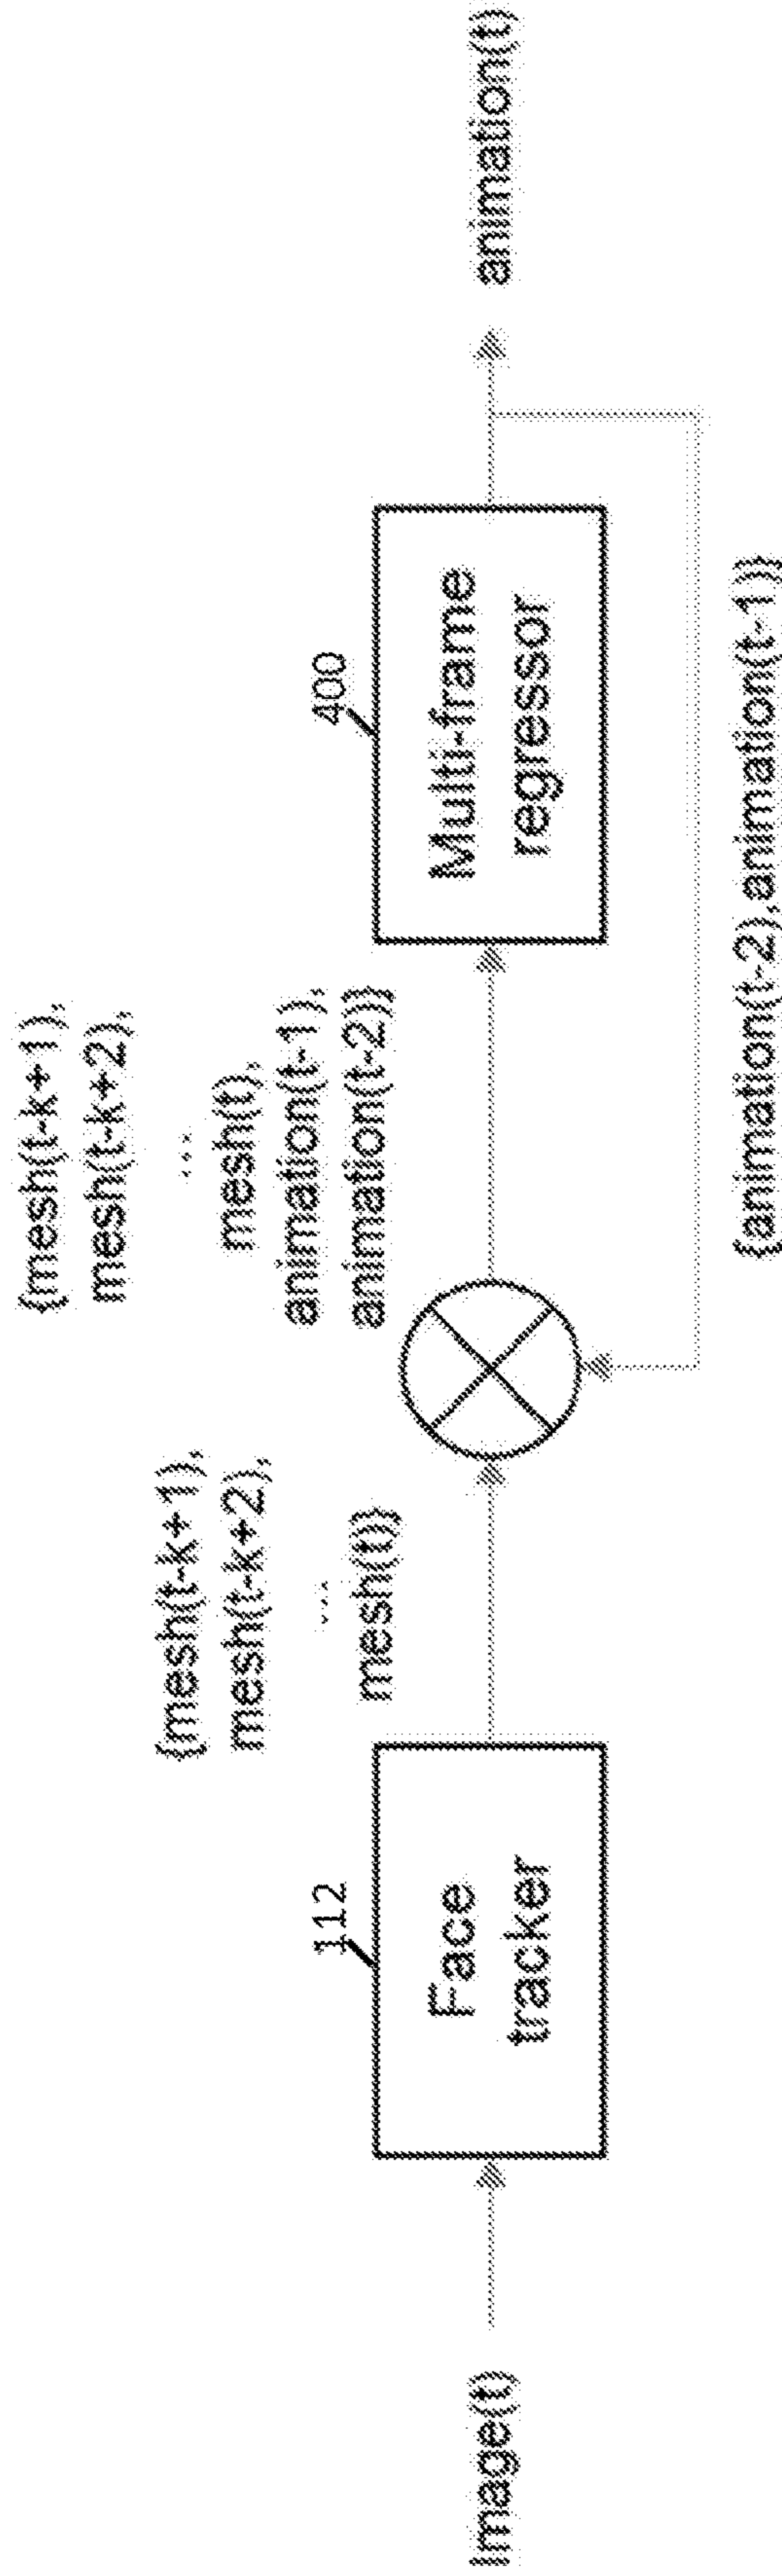 Image(t)
112
Face
tracker
{mesh(t-k+1),
mesh(t-k+2),
...
mesh(t)}
{mesh(t-k+1),
mesh(t-k+2),
...
mesh(t),
animation(t-1),
animation(t-2)}
400
Multi-frame
regressor
animation(t)
{animation(t-2),animation(t-1)}